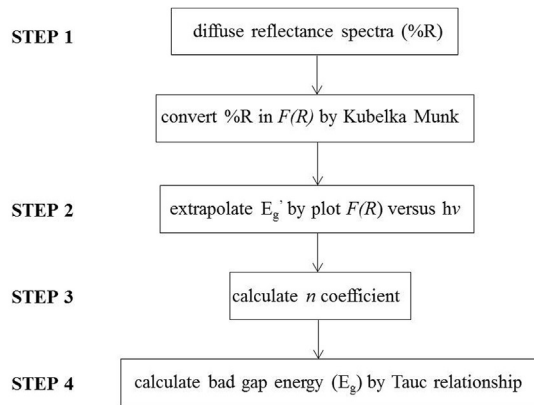 STEP 1 diffuse reflectance spectra (%R)
convert %R in F(R) by Kubelka Munk
STEP 2 extrapolate Eg' by plot F(R) versus hν
STEP 3 calculate n coefficient
STEP 4 calculate bad gap energy (Eg) by Tauc relationship